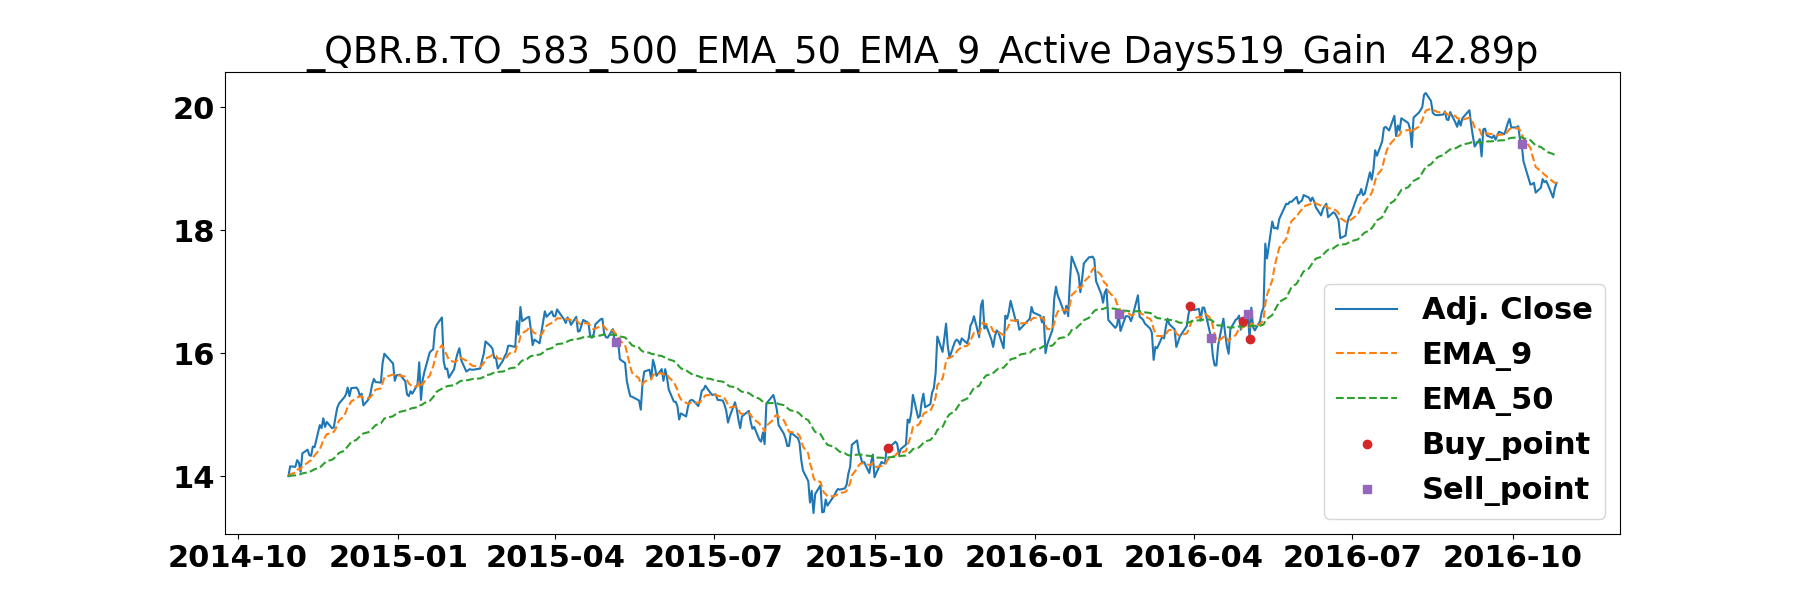 _QBR.B.TO_583_500_EMA_50_EMA_9_Active Days519_Gain  42.89p
20
18
16
14
Adj. Close
EMA_9
EMA_50
Buy_point
Sell_point
2014-10 2015-01 2015-04 2015-07 2015-10 2016-01 2016-04 2016-07 2016-10